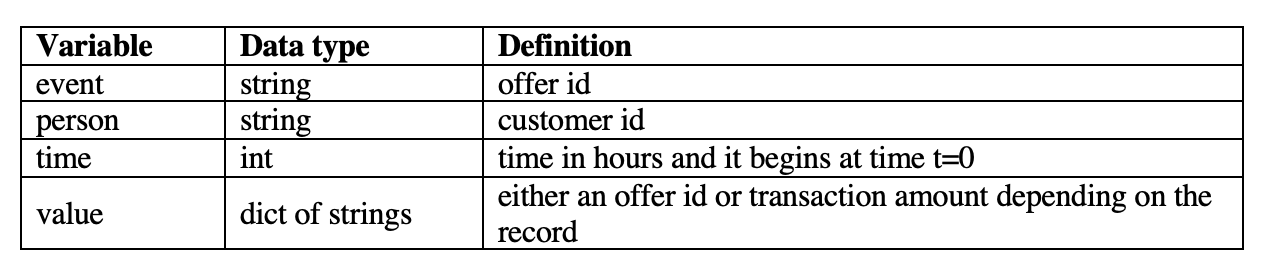 Variable Data type Definition
event string offer id
person string customer id
time int time in hours and it begins at time t=0
value dict of strings either an offer id or transaction amount depending on the
record